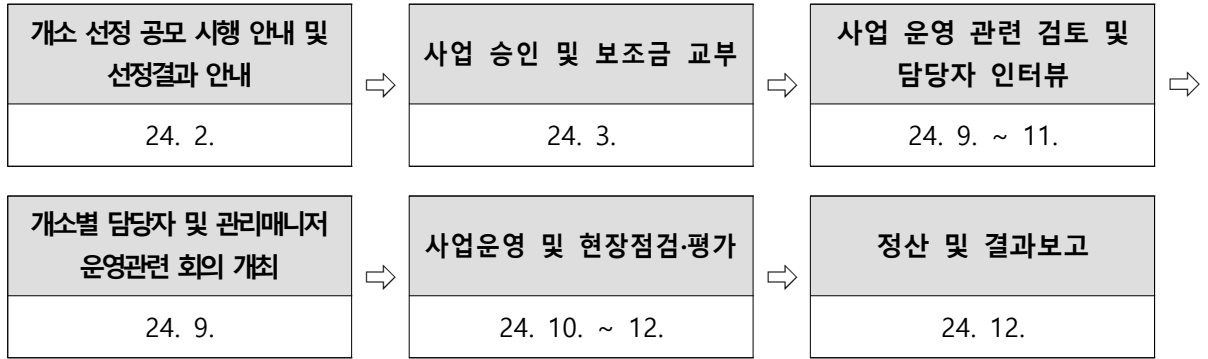 개소 선정 공모 시행 안내 및
선정결과 안내
24. 2.
⇨
사업 승인 및 보조금 교부
24. 3.
⇨
사업 운영 관련 검토 및
담당자 인터뷰
24. 9. ~ 11.
⇨
개소별 담당자 및 관리매니저
운영관련 회의 개최
24. 9.
⇨
사업운영 및 현장점검·평가
24. 10. ~ 12.
⇨
정산 및 결과보고
24. 12.